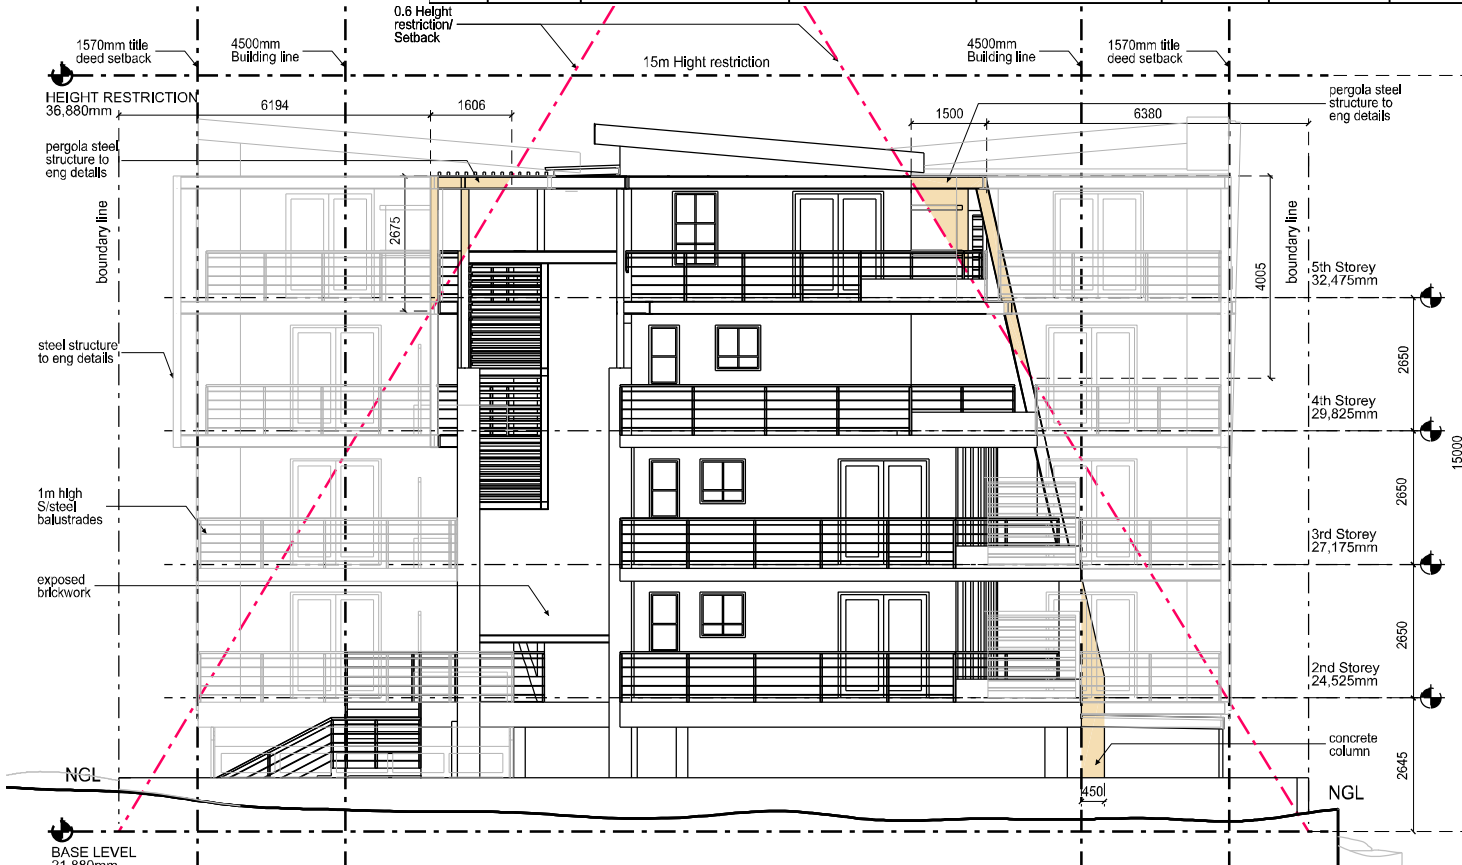 0.6 Height
restriction/
Setback
1570mm title
deed setback
4500mm
Building line
15m Hight restriction
4500mm
Building line
1570mm title
deed setback
HEIGHT RESTRICTION
36,880mm
6194
1606
1500
6380
pergola steel
structure to
eng details
pergola steel
structure to
eng details
boundary line
2675
4005
boundary line
5th Storey
32,475mm
steel structure
to eng details
2650
4th Storey
29,825mm
15000
1m high
S/steel
balustrades
2650
3rd Storey
27,175mm
exposed
brickwork
2650
2nd Storey
24,525mm
concrete
column
2645
NGL
450
NGL
BASE LEVEL
21,880mm